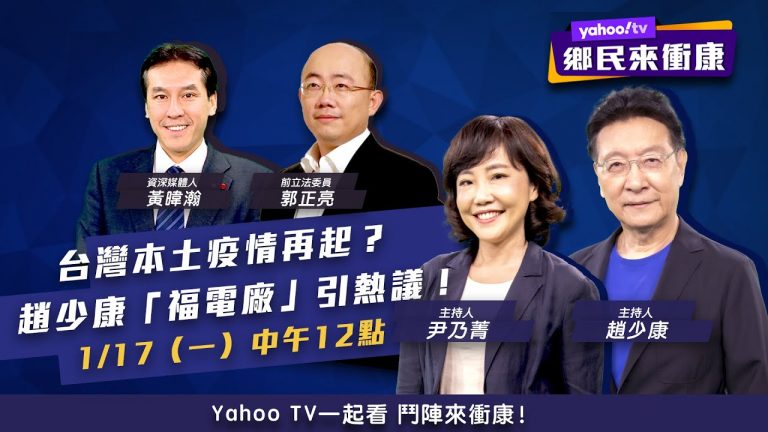 yahoo!tv
鄉民來衝康
資深媒體人
黃暐瀚
前立法委員
郭正亮
台灣本土疫情再起？
趙少康「福電廠」引熱議！
1/17（一）中午12點
主持人
尹乃菁
主持人
趙少康
Yahoo TV一起看 鬥陣來衝康！